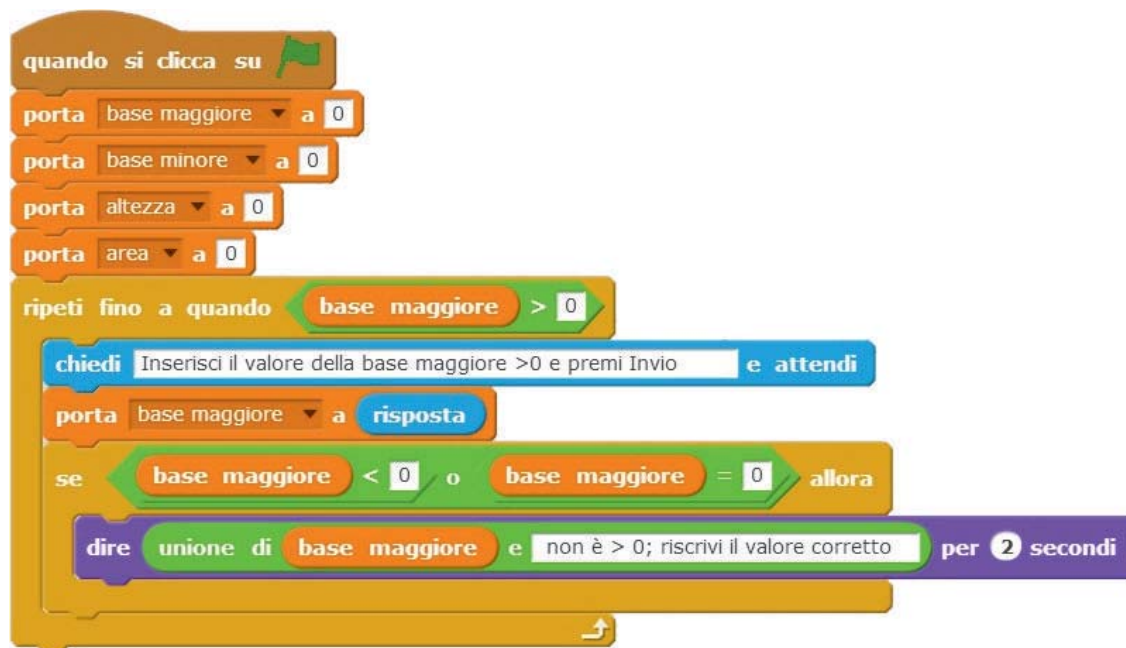 quando si clicca su
porta base maggiore a 0
porta base minore a 0
porta altezza a 0
porta area a 0
ripeti fino a quando base maggiore > 0
chiedi Inserisci il valore della base maggiore >0 e premi Invio e attendi
porta base maggiore a risposta
se base maggiore < 0 o base maggiore = 0 allora
dire unione di base maggiore e non è > 0; riscrivi il valore corretto per 2 secondi